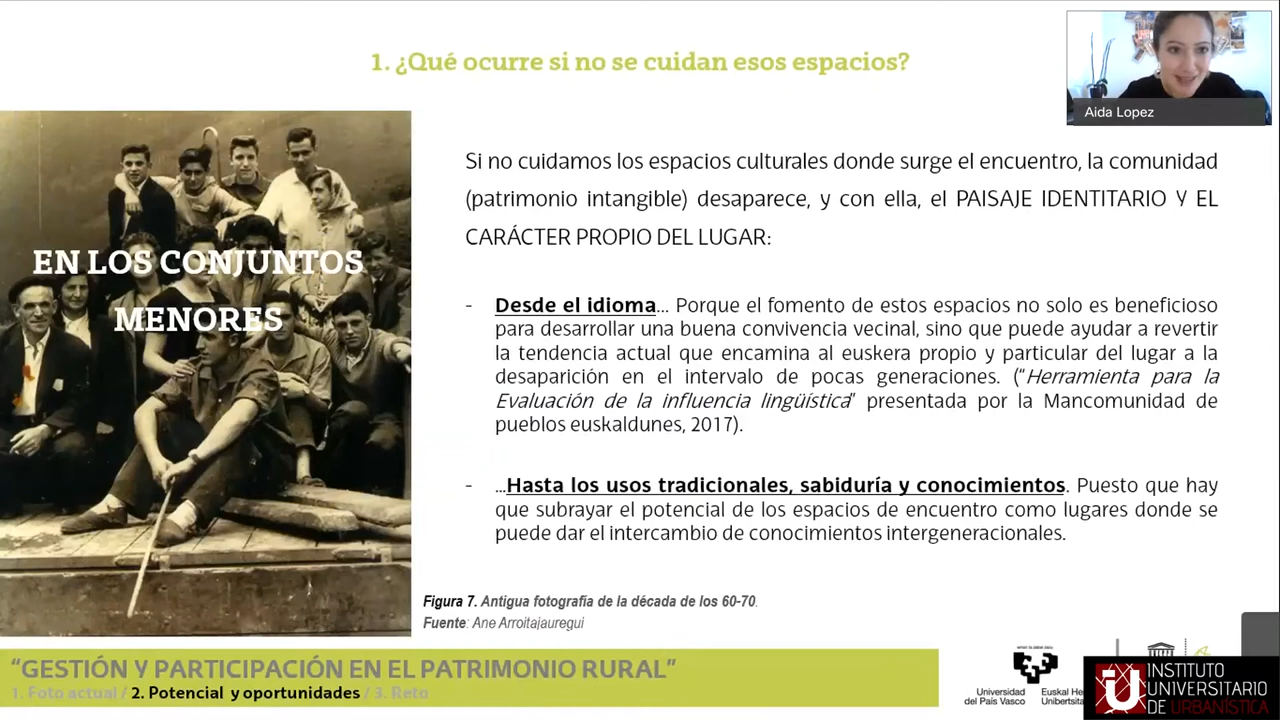 1. ¿Qué ocurre si no se cuidan esos espacios?
Aida Lopez
EN LOS CONJUNTOS
MENORES
Si no cuidamos los espacios culturales donde surge el encuentro, la comunidad
(patrimonio intangible) desaparece, y con ella, el PAISAJE IDENTITARIO Y EL
CARÁCTER PROPIO DEL LUGAR:
- Desde el idioma... Porque el fomento de estos espacios no solo es beneficioso
para desarrollar una buena convivencia vecinal, sino que puede ayudar a revertir
la tendencia actual que encamina al euskera propio y particular del lugar a la
desaparición en el intervalo de pocas generaciones. ("Herramienta para la
Evaluación de la influencia lingüística" presentada por la Mancomunidad de
pueblos euskaldunes, 2017).
- ...Hasta los usos tradicionales, sabiduría y conocimientos. Puesto que hay
que subrayar el potencial de los espacios de encuentro como lugares donde se
puede dar el intercambio de conocimientos intergeneracionales.
Figura 7. Antigua fotografía de la década de los 60-70.
Fuente: Ane Arroitajauregui
"GESTIÓN Y PARTICIPACIÓN EN EL PATRIMONIO RURAL"
1. Foto actual / 2. Potencial y oportunidades / 3. Reto
Universidad
del País Vasco
Euskal He
Unibertsita
INSTITUTO
UNIVERSITARIO
DE URBANÍSTICA